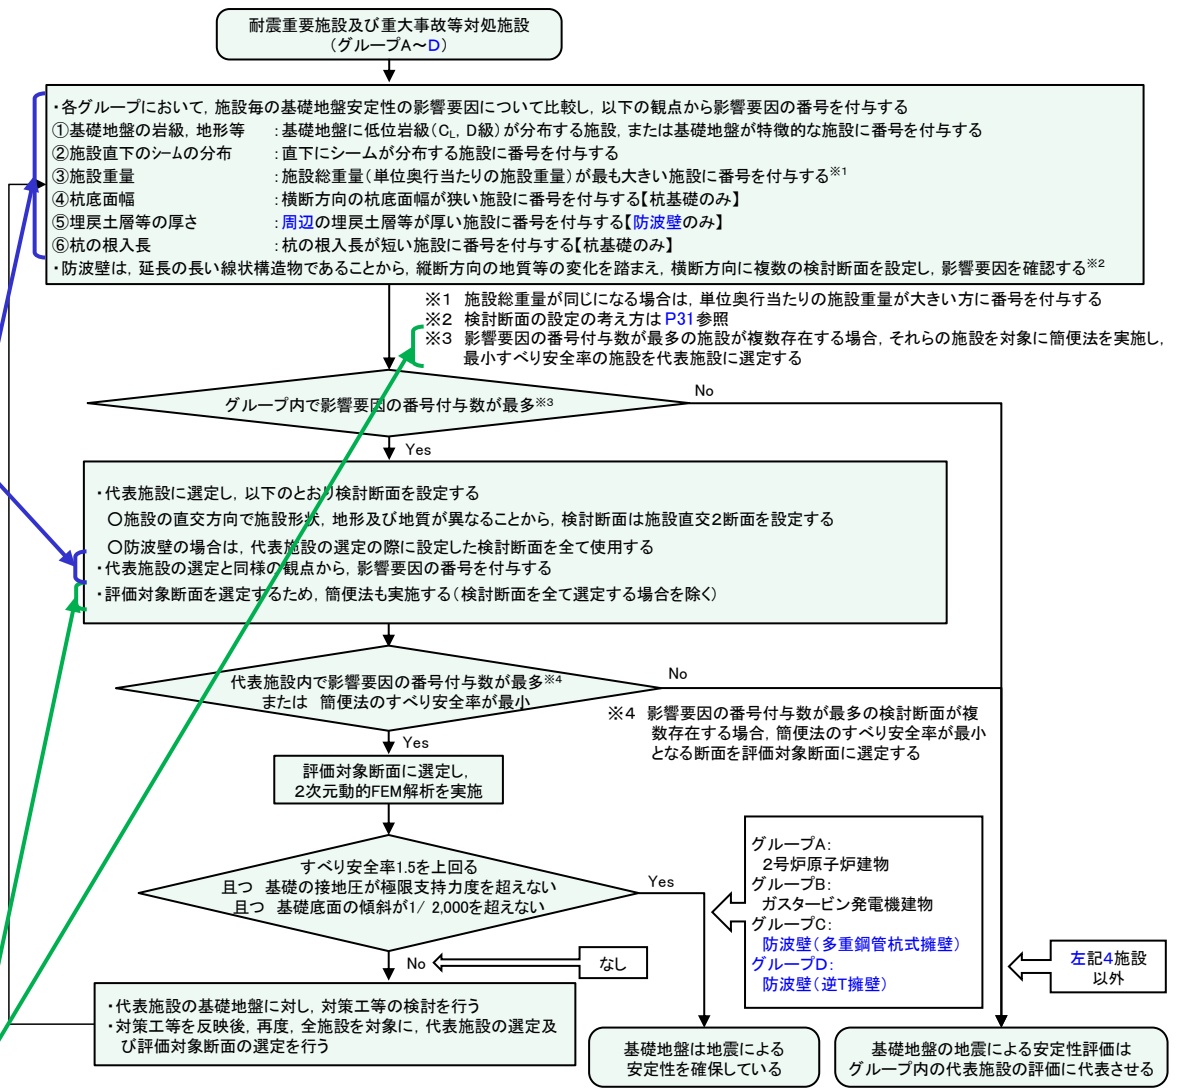 耐震重要施設及び重大事故等対処施設
（グループA～D）
・各グループにおいて，施設毎の基礎地盤安定性の影響要因について比較し，以下の観点から影響要因の番号を付与する
①基礎地盤の岩級，地形等　：基礎地盤に低位岩級（CL，D級）が分布する施設，または基礎地盤が特徴的な施設に番号を付与する
②施設直下のシームの分布　：直下にシームが分布する施設に番号を付与する
③施設重量　：施設総重量（単位奥行当たりの施設重量）が最も大きい施設に番号を付与する※1
④杭底面幅　：横断方向の杭底面幅が狭い施設に番号を付与する【杭基礎のみ】
⑤埋戻土層等の厚さ　：周辺の埋戻土層等が厚い施設に番号を付与する【防波壁のみ】
⑥杭の根入長　：杭の根入長が短い施設に番号を付与する【杭基礎のみ】
・防波壁は，延長の長い線状構造物であることから，縦断方向の地質等の変化を踏まえ，横断方向に複数の検討断面を設定し，影響要因を確認する※2
※1　施設総重量が同じになる場合は，単位奥行当たりの施設重量が大きい方に番号を付与する
※2　検討断面の設定の考え方はP31参照
※3　影響要因の番号付与数が最多の施設が複数存在する場合，それらの施設を対象に簡便法を実施し，
最小すべり安全率の施設を代表施設に選定する
グループ内で影響要因の番号付与数が最多※3
No
Yes
・代表施設に選定し，以下のとおり検討断面を設定する
○施設の直交方向で施設形状，地形及び地質が異なることから，検討断面は施設直交2断面を設定する
○防波壁の場合は，代表施設の選定の際に設定した検討断面を全て使用する
・代表施設の選定と同様の観点から，影響要因の番号を付与する
・評価対象断面を選定するため，簡便法も実施する（検討断面を全て選定する場合を除く）
代表施設内で影響要因の番号付与数が最多※4
または　簡便法のすべり安全率が最小
No
Yes
※4　影響要因の番号付与数が最多の検討断面が複
数存在する場合，簡便法のすべり安全率が最小
となる断面を評価対象断面に選定する
評価対象断面に選定し，
2次元動的FEM解析を実施
すべり安全率1.5を上回る
且つ　基礎の接地圧が極限支持力度を超えない
且つ　基礎底面の傾斜が1/ 2,000を超えない
Yes
No
なし
グループA：
2号炉原子炉建物
グループB：
ガスタービン発電機建物
グループC：
防波壁（多重鋼管杭式擁壁）
グループD：
防波壁（逆T擁壁）
左記4施設
以外
・代表施設の基礎地盤に対し，対策工等の検討を行う
・対策工等を反映後，再度，全施設を対象に，代表施設の選定及
び評価対象断面の選定を行う
基礎地盤は地震による
安定性を確保している
基礎地盤の地震による安定性評価は
グループ内の代表施設の評価に代表させる